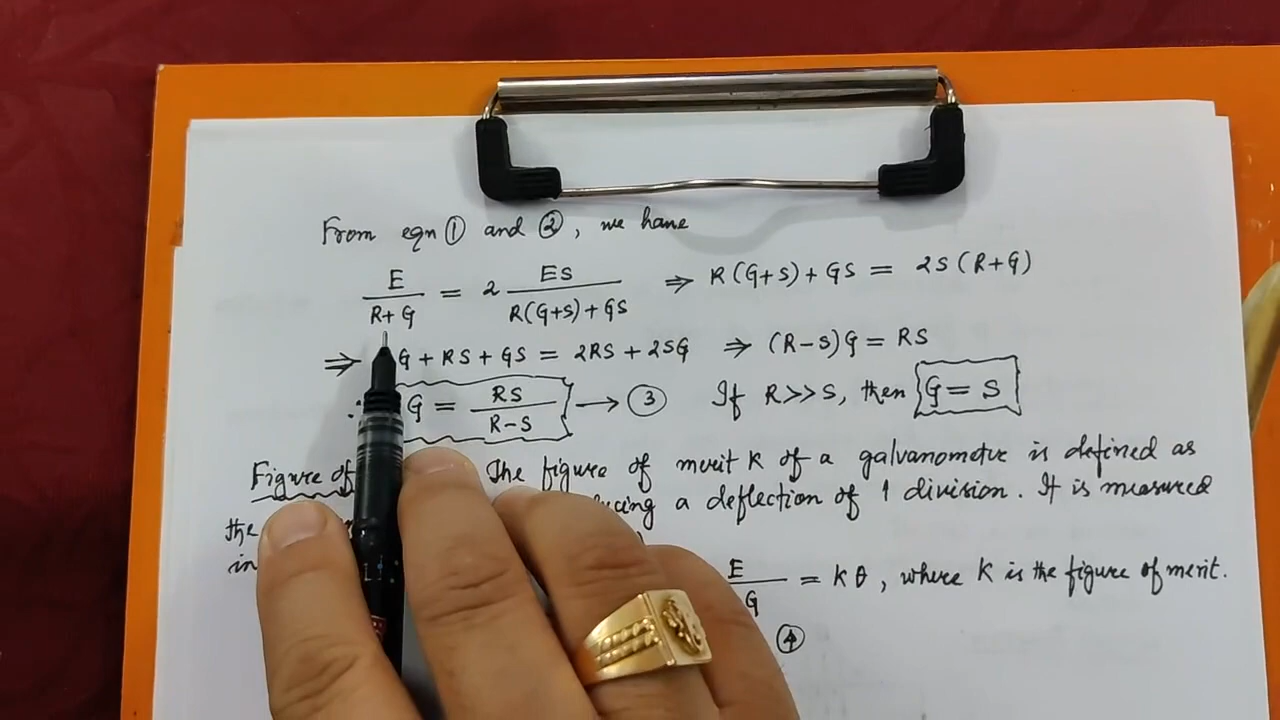 From eqn ① and ②, we have
E/(R+G) = 2 ES/(R(G+S)+GS) ⇒ R(G+S)+GS = 2S(R+G)
⇒ G+RS+GS = 2RS+2SG ⇒ (R-S)G = RS
G = RS/(R-S) → ③ If R>>S, then G = S
Figure of The figure of merit K of a galvanometer is defined as
the a deflection of 1 division. It is measured
in E/G = Kθ, where K is the figure of merit.
④